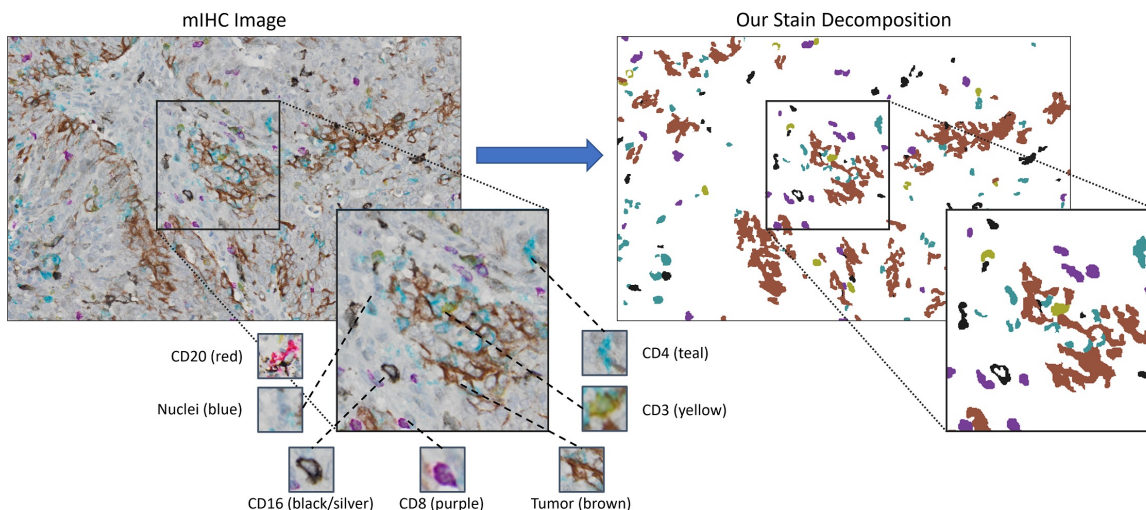 mIHC Image
Our Stain Decomposition
CD20 (red)
Nuclei (blue)
CD4 (teal)
CD3 (yellow)
CD16 (black/silver)
CD8 (purple)
Tumor (brown)